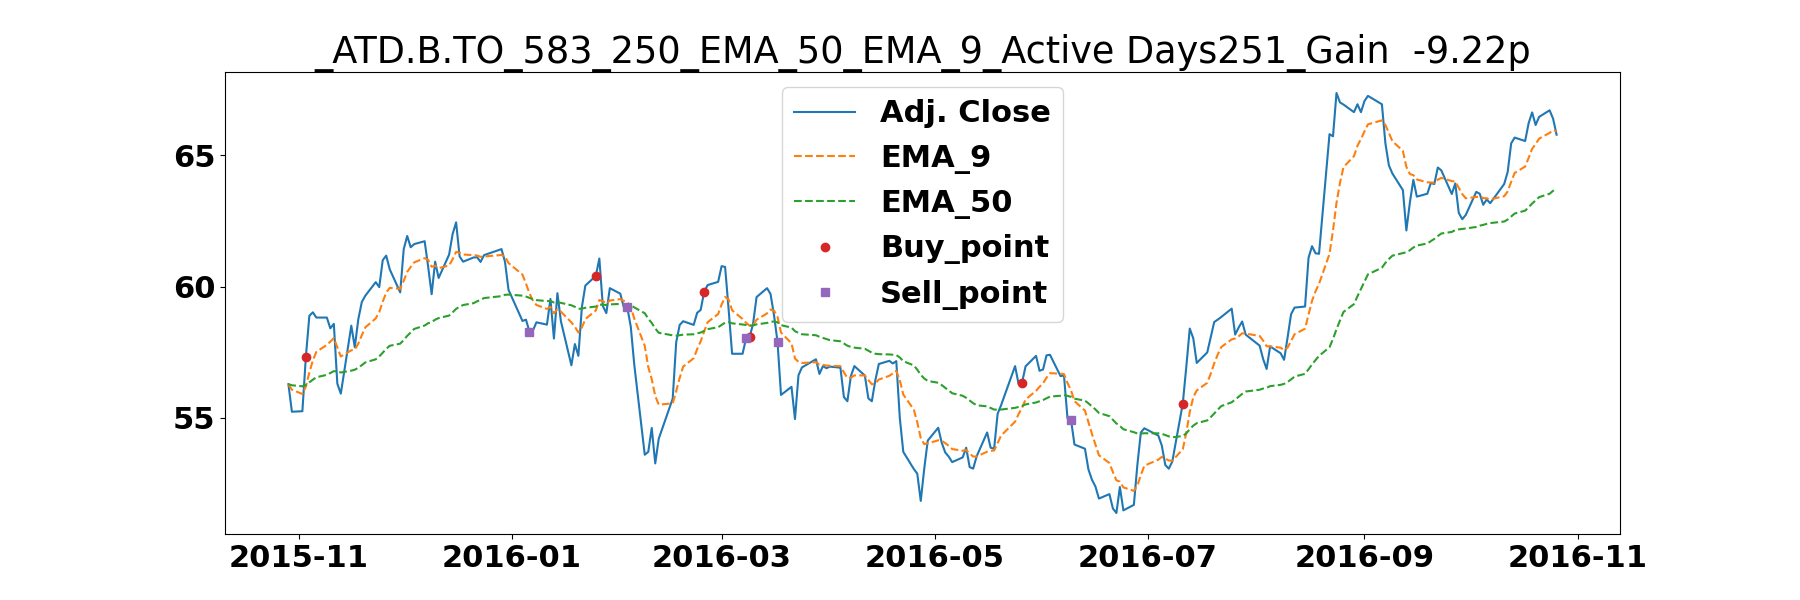 _ATD.B.TO_583_250_EMA_50_EMA_9_Active Days251_Gain  -9.22p
Adj. Close
EMA_9
EMA_50
Buy_point
Sell_point
65
60
55
2015-11
2016-01
2016-03
2016-05
2016-07
2016-09
2016-11